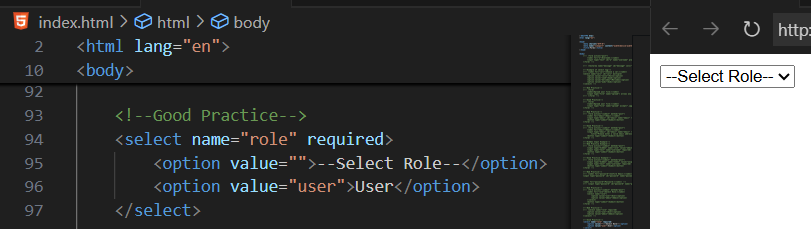 index.html > html > body
2 <html lang="en">
10 <body>
92
93 <!--Good Practice-->
94 <select name="role" required>
95 <option value="">--Select Role--</option>
96 <option value="user">User</option>
97 </select>
http:
--Select Role--